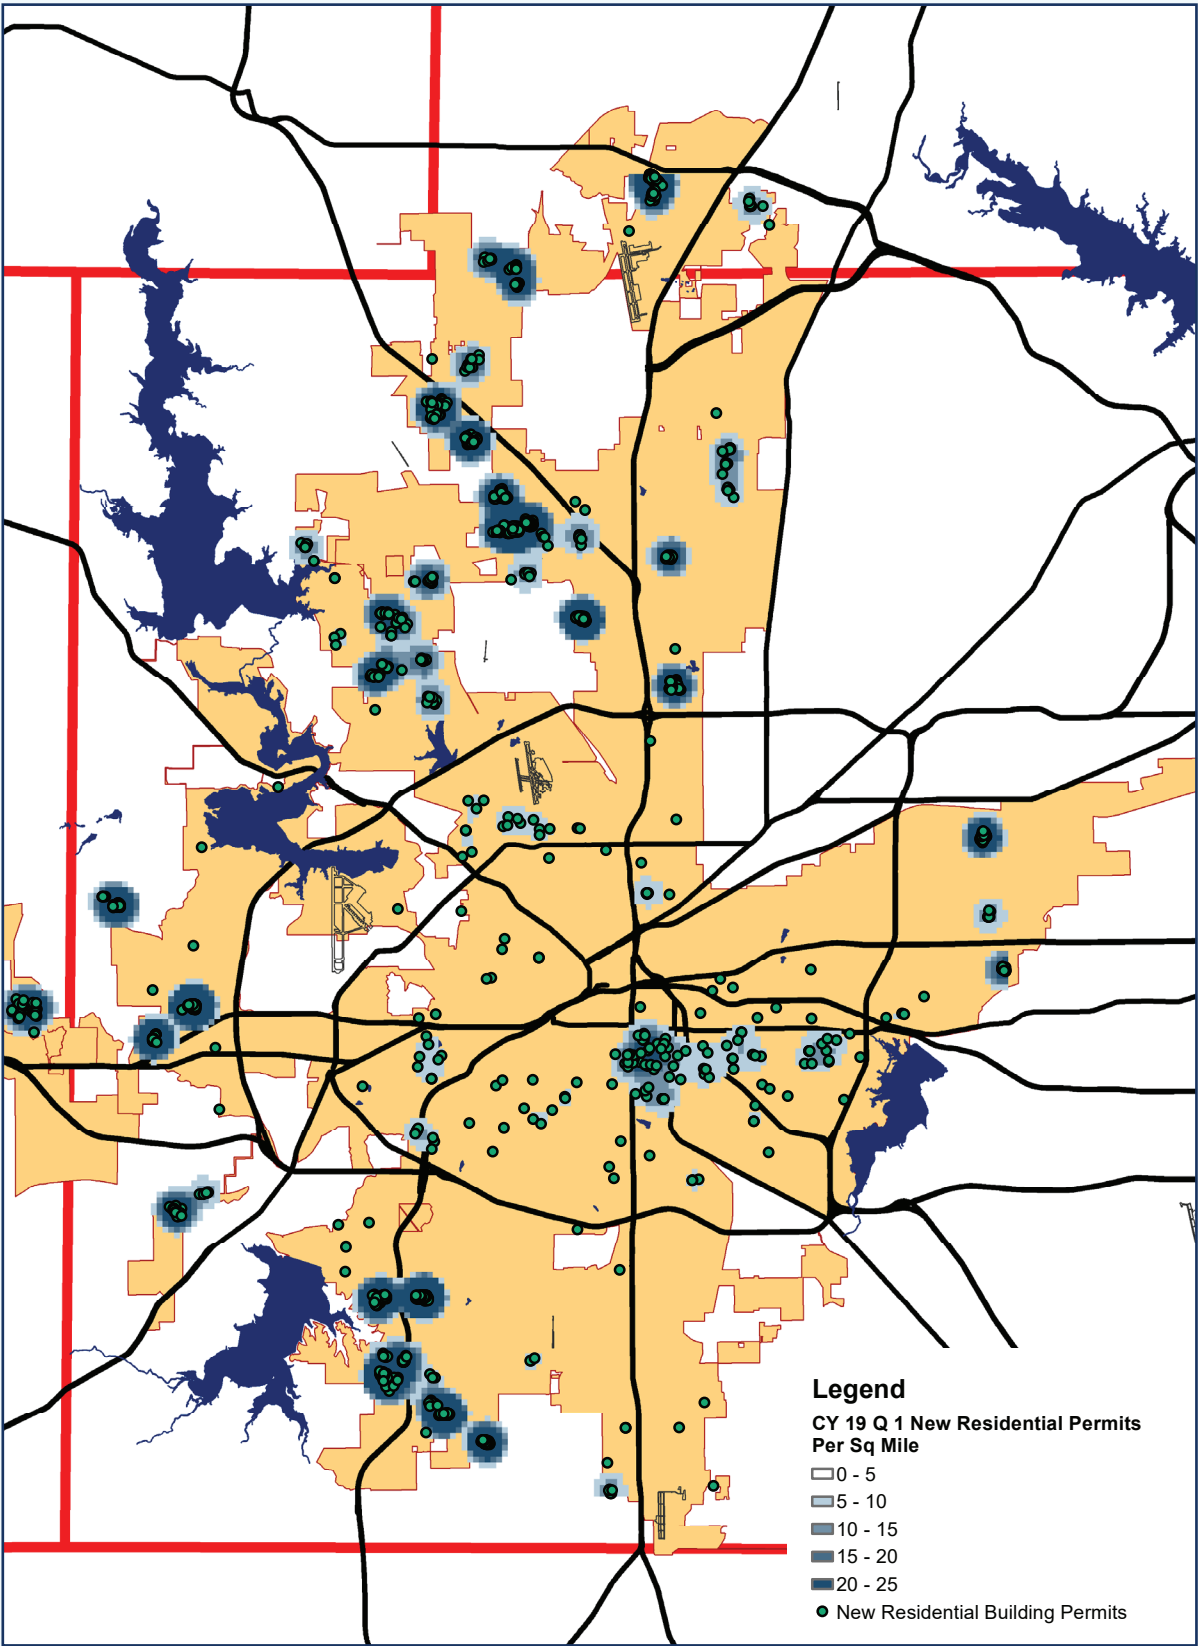 Legend
CY 19 Q 1 New Residential Permits
Per Sq Mile
0 - 5
5 - 10
10 - 15
15 - 20
20 - 25
New Residential Building Permits